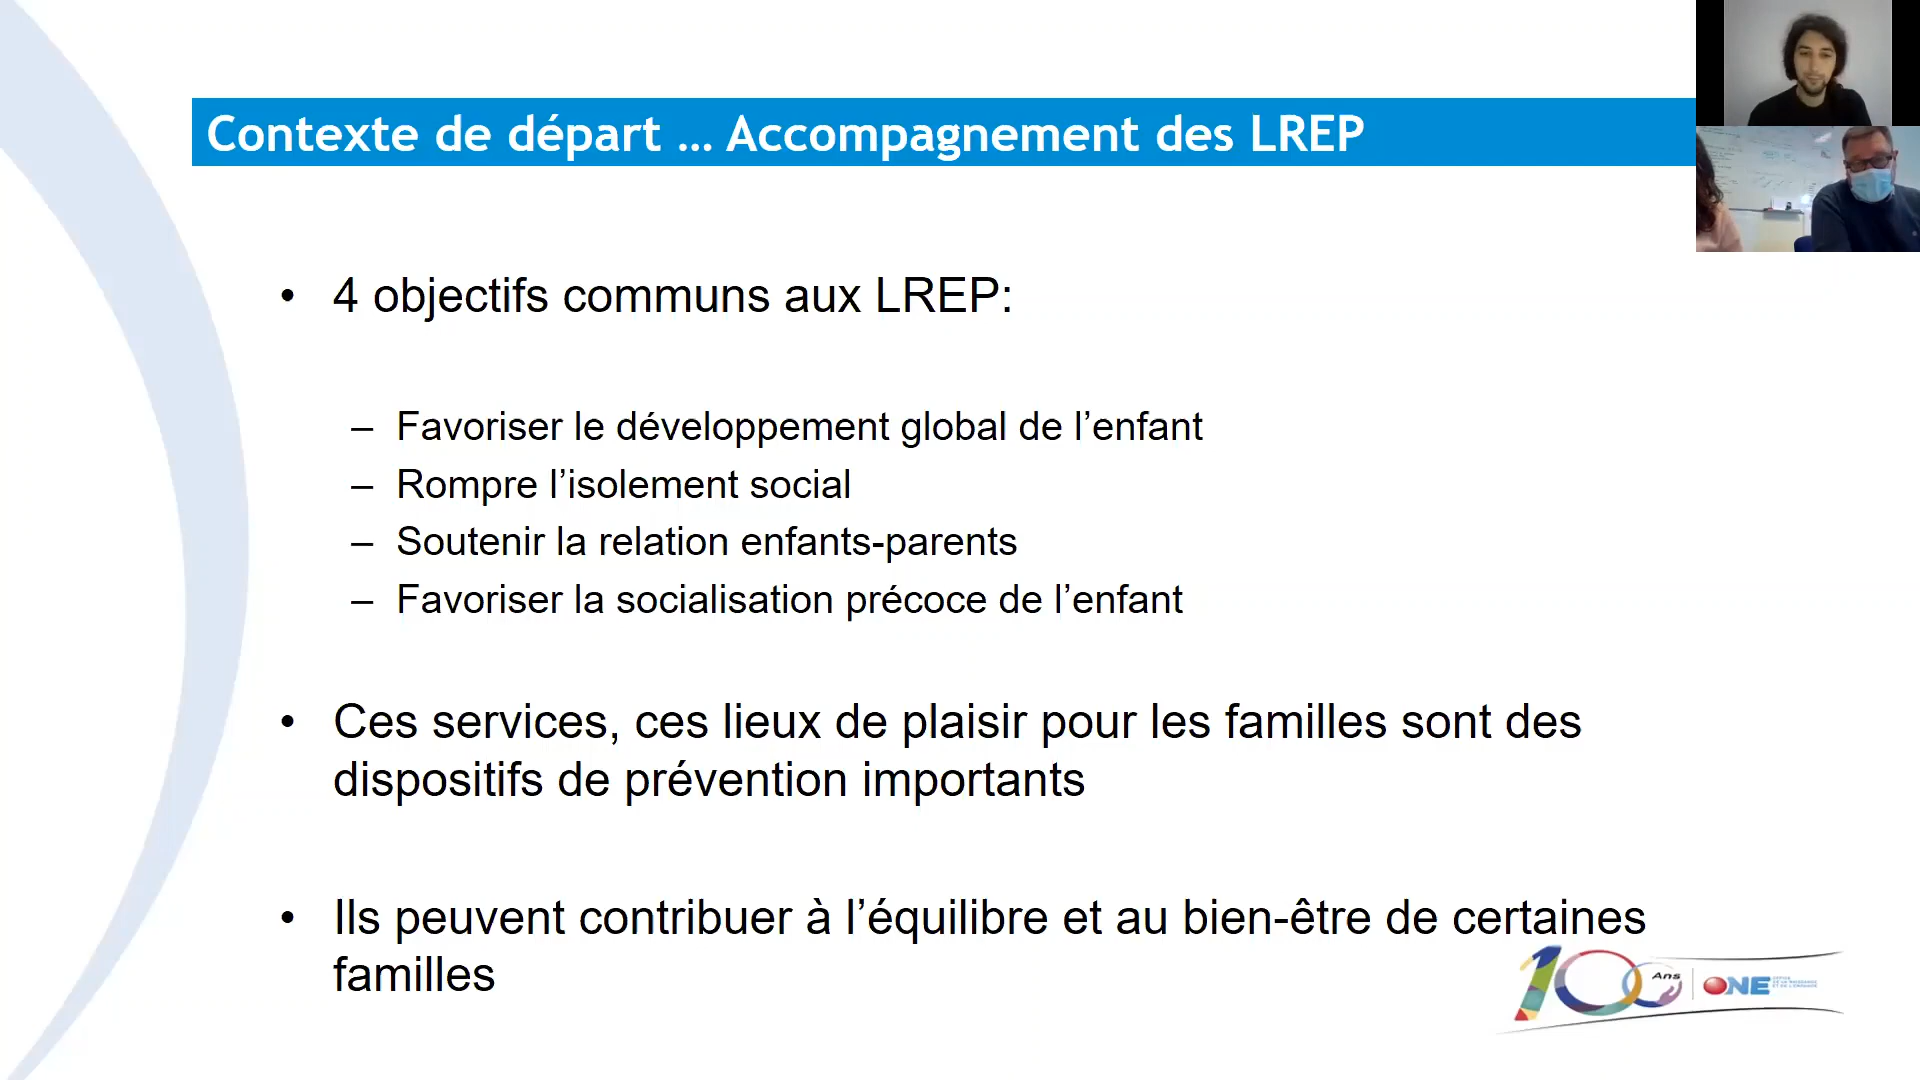 Contexte de départ ... Accompagnement des LREP
• 4 objectifs communs aux LREP:
– Favoriser le développement global de l’enfant
– Rompre l’isolement social
– Soutenir la relation enfants-parents
– Favoriser la socialisation précoce de l’enfant
• Ces services, ces lieux de plaisir pour les familles sont des
dispositifs de prévention importants
• Ils peuvent contribuer à l’équilibre et au bien-être de certaines
familles
100 Ans
ONE